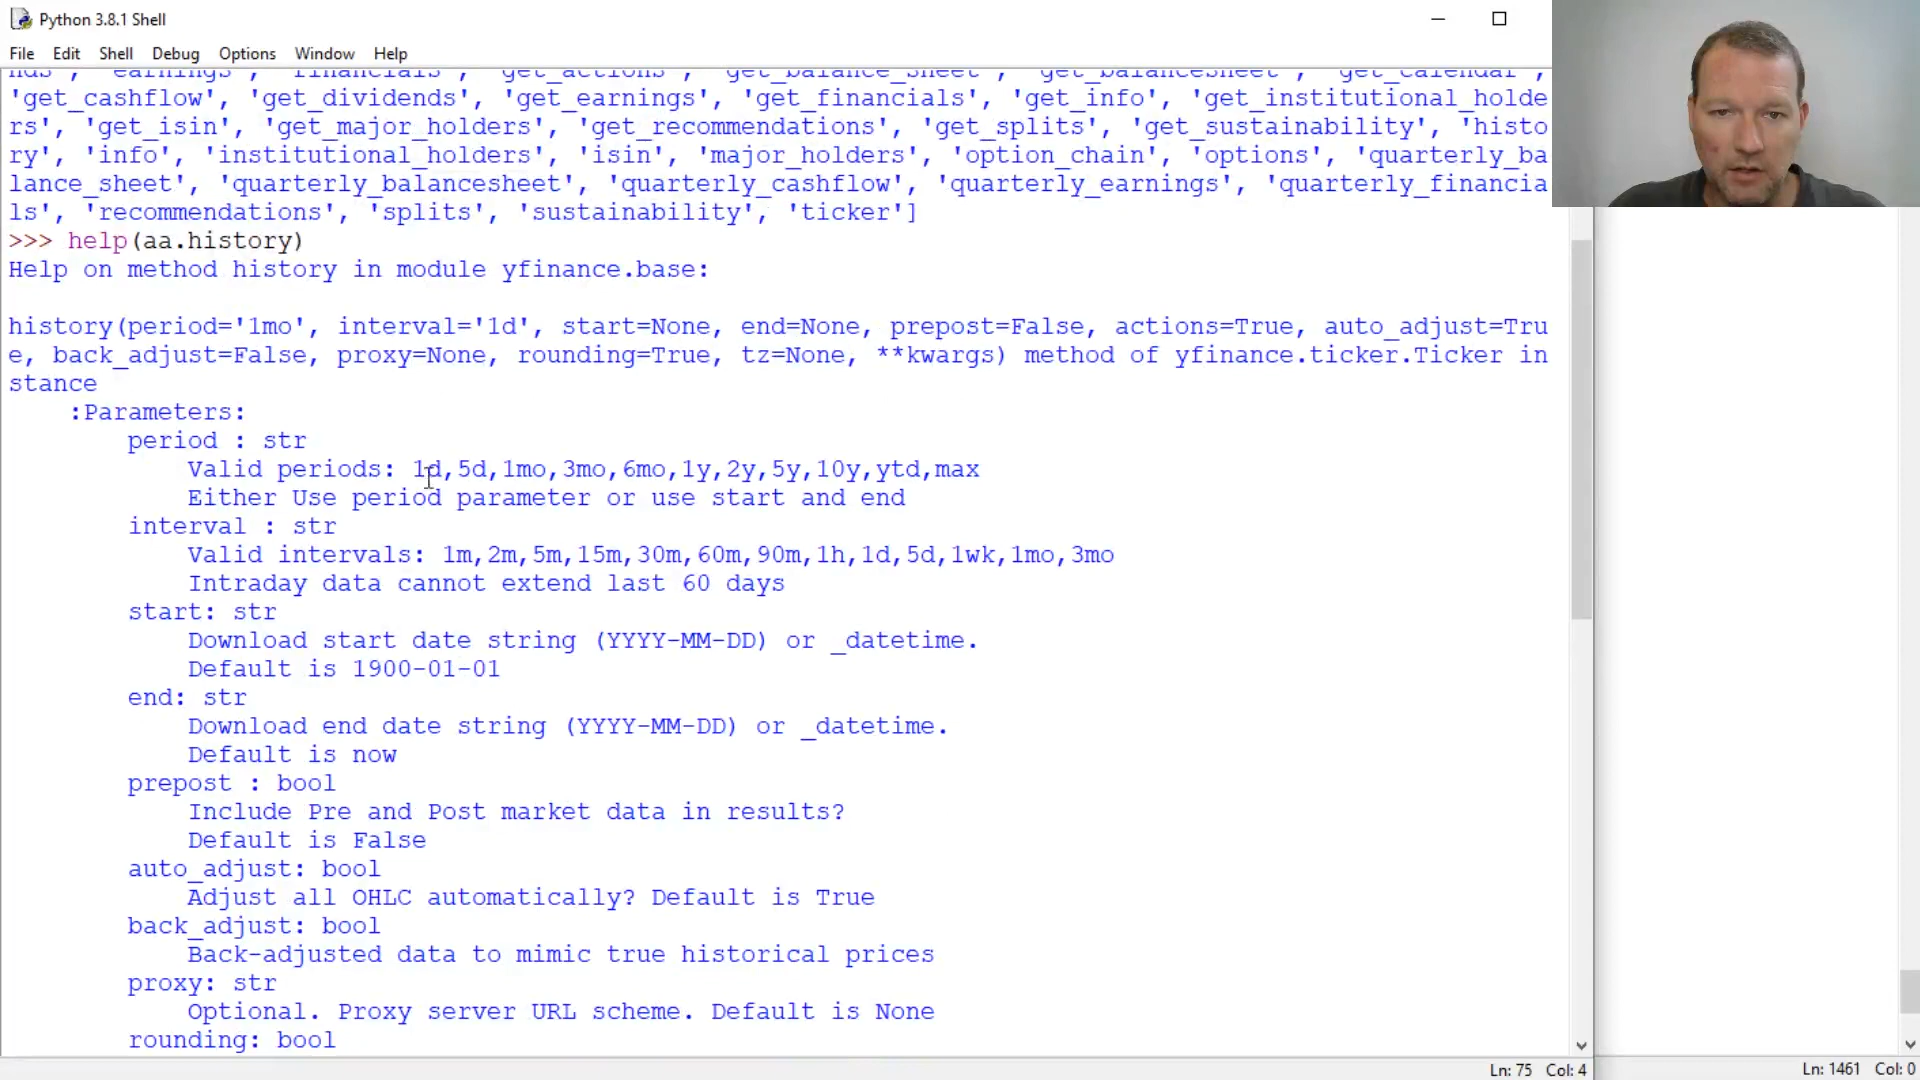 Python 3.8.1 Shell
File Edit Shell Debug Options Window Help
nds', 'earnings', 'financials', 'get_actions', 'get_balance_sheet', 'get_balancesheet', 'get_calendar',
'get_cashflow', 'get_dividends', 'get_earnings', 'get_financials', 'get_info', 'get_institutional_holde
rs', 'get_isin', 'get_major_holders', 'get_recommendations', 'get_splits', 'get_sustainability', 'histo
ry', 'info', 'institutional_holders', 'isin', 'major_holders', 'option_chain', 'options', 'quarterly_ba
lance_sheet', 'quarterly_balancesheet', 'quarterly_cashflow', 'quarterly_earnings', 'quarterly_financia
ls', 'recommendations', 'splits', 'sustainability', 'ticker']
>>> help(aa.history)
Help on method history in module yfinance.base:
history(period='1mo', interval='1d', start=None, end=None, prepost=False, actions=True, auto_adjust=Tru
e, back_adjust=False, proxy=None, rounding=True, tz=None, **kwargs) method of yfinance.ticker.Ticker in
stance
:Parameters:
period : str
Valid periods: 1d,5d,1mo,3mo,6mo,1y,2y,5y,10y,ytd,max
Either Use period parameter or use start and end
interval : str
Valid intervals: 1m,2m,5m,15m,30m,60m,90m,1h,1d,5d,1wk,1mo,3mo
Intraday data cannot extend last 60 days
start: str
Download start date string (YYYY-MM-DD) or _datetime.
Default is 1900-01-01
end: str
Download end date string (YYYY-MM-DD) or _datetime.
Default is now
prepost : bool
Include Pre and Post market data in results?
Default is False
auto_adjust: bool
Adjust all OHLC automatically? Default is True
back_adjust: bool
Back-adjusted data to mimic true historical prices
proxy: str
Optional. Proxy server URL scheme. Default is None
rounding: bool
Ln: 75 Col: 4
Ln: 1461 Col: 0